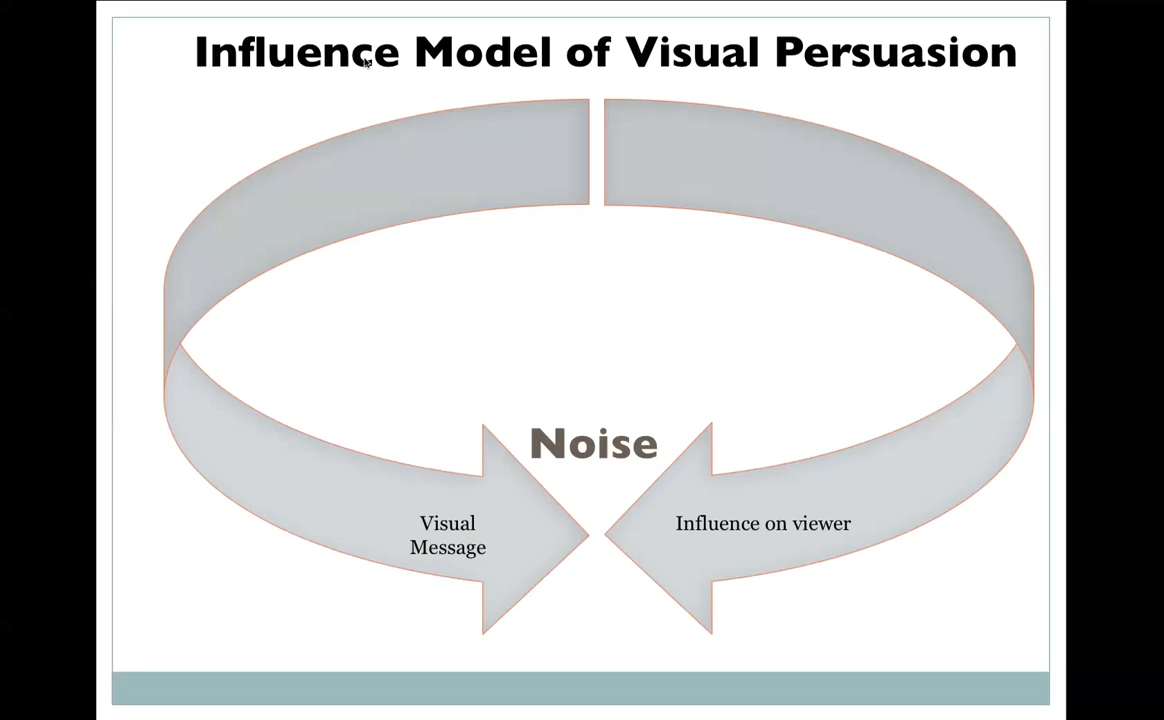 Influence Model of Visual Persuasion
Noise
Visual
Message
Influence on viewer